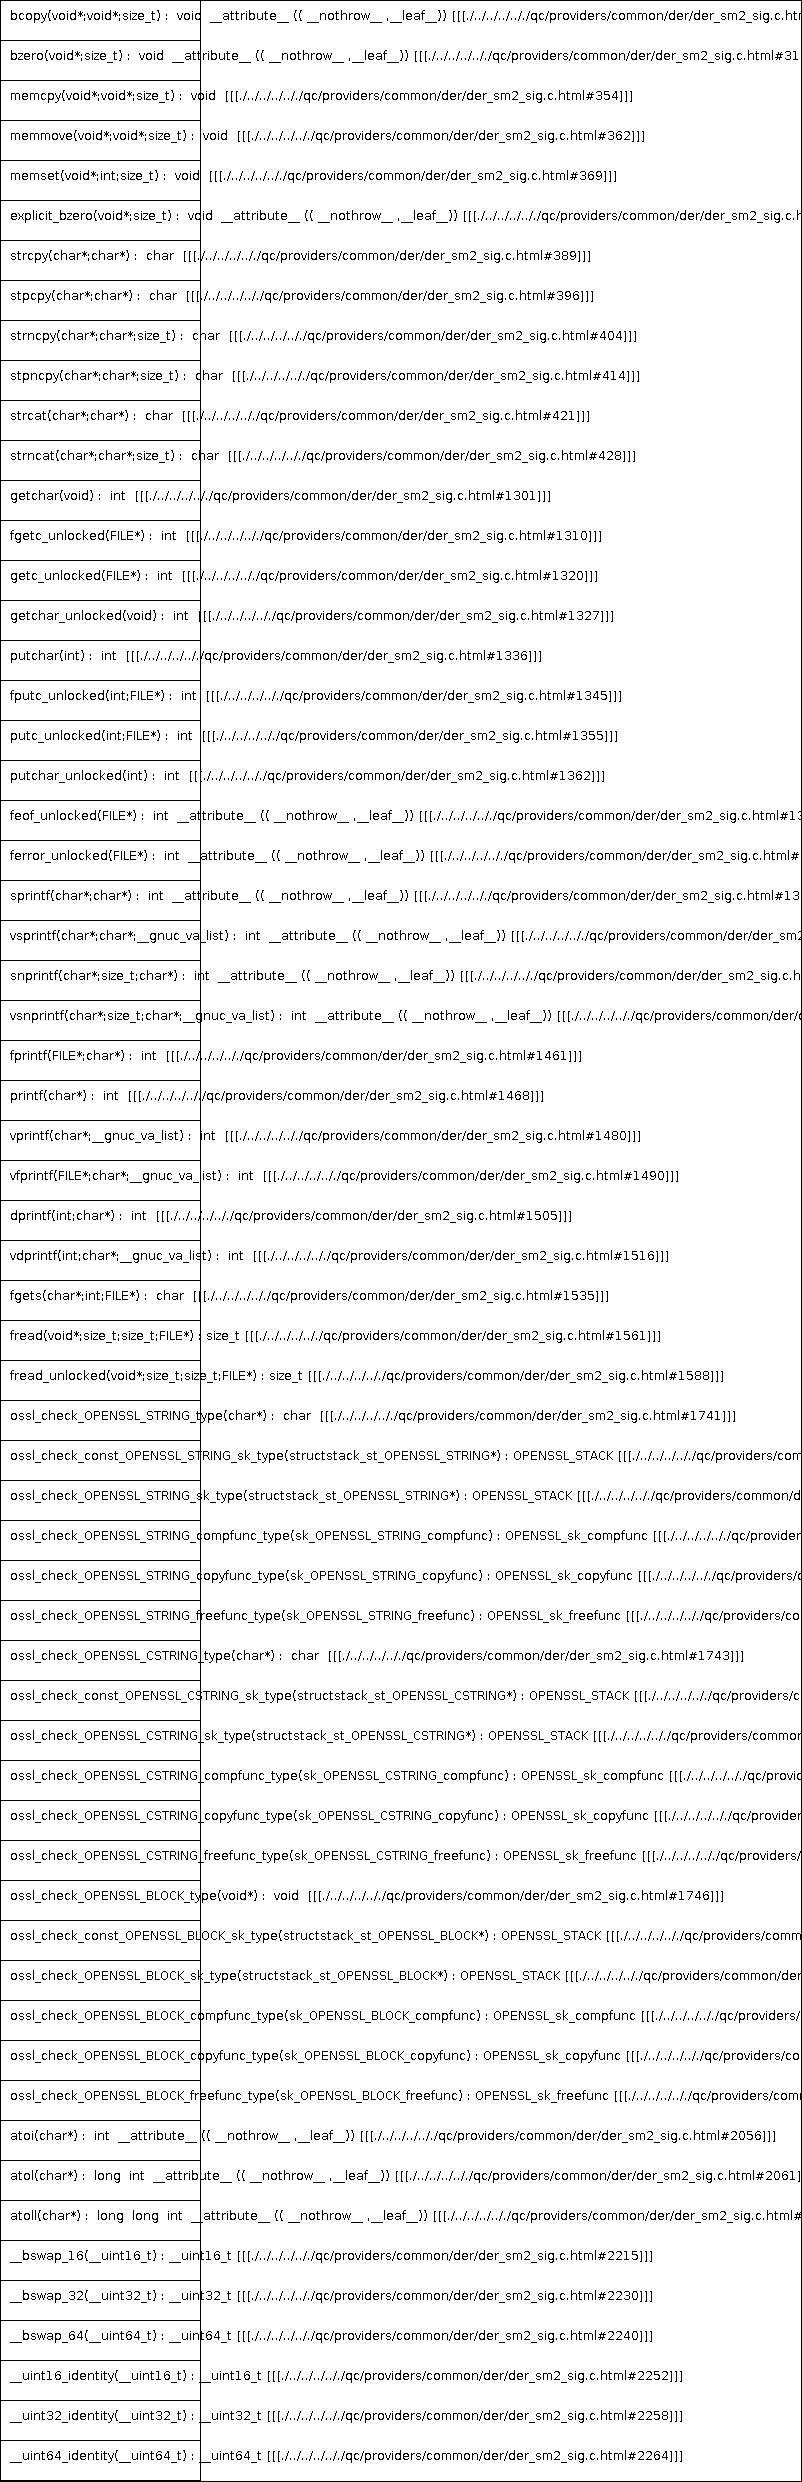 bcopy(void*;void*;size_t) : void __attribute__ (( __nothrow__ ,__leaf__)) [[[./../../../../qc/providers/common/der/der_sm2_sig.c.htm
bzero(void*;size_t) : void __attribute__ (( __nothrow__ ,__leaf__)) [[[./../../../../qc/providers/common/der/der_sm2_sig.c.html#31
memcpy(void*;void*;size_t) : void [[[./../../../../qc/providers/common/der/der_sm2_sig.c.html#354]]]
memmove(void*;void*;size_t) : void [[[./../../../../qc/providers/common/der/der_sm2_sig.c.html#362]]]
memset(void*;int;size_t) : void [[[./../../../../qc/providers/common/der/der_sm2_sig.c.html#369]]]
explicit_bzero(void*;size_t) : void __attribute__ (( __nothrow__ ,__leaf__)) [[[./../../../../qc/providers/common/der/der_sm2_sig.c.h
strcpy(char*;char*) : char [[[./../../../../qc/providers/common/der/der_sm2_sig.c.html#389]]]
stpcpy(char*;char*) : char [[[./../../../../qc/providers/common/der/der_sm2_sig.c.html#396]]]
strncpy(char*;char*;size_t) : char [[[./../../../../qc/providers/common/der/der_sm2_sig.c.html#404]]]
stpncpy(char*;char*;size_t) : char [[[./../../../../qc/providers/common/der/der_sm2_sig.c.html#414]]]
strcat(char*;char*) : char [[[./../../../../qc/providers/common/der/der_sm2_sig.c.html#421]]]
strncat(char*;char*;size_t) : char [[[./../../../../qc/providers/common/der/der_sm2_sig.c.html#428]]]
getchar(void) : int [[[./../../../../qc/providers/common/der/der_sm2_sig.c.html#1301]]]
fgetc_unlocked(FILE*) : int [[[./../../../../qc/providers/common/der/der_sm2_sig.c.html#1310]]]
getc_unlocked(FILE*) : int [[[./../../../../qc/providers/common/der/der_sm2_sig.c.html#1320]]]
getchar_unlocked(void) : int [[[./../../../../qc/providers/common/der/der_sm2_sig.c.html#1327]]]
putchar(int) : int [[[./../../../../qc/providers/common/der/der_sm2_sig.c.html#1336]]]
fputc_unlocked(int;FILE*) : int [[[./../../../../qc/providers/common/der/der_sm2_sig.c.html#1345]]]
putc_unlocked(int;FILE*) : int [[[./../../../../qc/providers/common/der/der_sm2_sig.c.html#1355]]]
putchar_unlocked(int) : int [[[./../../../../qc/providers/common/der/der_sm2_sig.c.html#1362]]]
feof_unlocked(FILE*) : int __attribute__ (( __nothrow__ ,__leaf__)) [[[./../../../../qc/providers/common/der/der_sm2_sig.c.html#13
ferror_unlocked(FILE*) : int __attribute__ (( __nothrow__ ,__leaf__)) [[[./../../../../qc/providers/common/der/der_sm2_sig.c.html#
sprintf(char*;char*) : int __attribute__ (( __nothrow__ ,__leaf__)) [[[./../../../../qc/providers/common/der/der_sm2_sig.c.html#13
vsprintf(char*;char*;__gnuc_va_list) : int __attribute__ (( __nothrow__ ,__leaf__)) [[[./../../../../qc/providers/common/der/der_sm2
snprintf(char*;size_t;char*) : int __attribute__ (( __nothrow__ ,__leaf__)) [[[./../../../../qc/providers/common/der/der_sm2_sig.c.h
vsnprintf(char*;size_t;char*;__gnuc_va_list) : int __attribute__ (( __nothrow__ ,__leaf__)) [[[./../../../../qc/providers/common/der/d
fprintf(FILE*;char*) : int [[[./../../../../qc/providers/common/der/der_sm2_sig.c.html#1461]]]
printf(char*) : int [[[./../../../../qc/providers/common/der/der_sm2_sig.c.html#1468]]]
vprintf(char*;__gnuc_va_list) : int [[[./../../../../qc/providers/common/der/der_sm2_sig.c.html#1480]]]
vfprintf(FILE*;char*;__gnuc_va_list) : int [[[./../../../../qc/providers/common/der/der_sm2_sig.c.html#1490]]]
dprintf(int;char*) : int [[[./../../../../qc/providers/common/der/der_sm2_sig.c.html#1505]]]
vdprintf(int;char*;__gnuc_va_list) : int [[[./../../../../qc/providers/common/der/der_sm2_sig.c.html#1516]]]
fgets(char*;int;FILE*) : char [[[./../../../../qc/providers/common/der/der_sm2_sig.c.html#1535]]]
fread(void*;size_t;size_t;FILE*) : size_t [[[./../../../../qc/providers/common/der/der_sm2_sig.c.html#1561]]]
fread_unlocked(void*;size_t;size_t;FILE*) : size_t [[[./../../../../qc/providers/common/der/der_sm2_sig.c.html#1588]]]
ossl_check_OPENSSL_STRING_type(char*) : char [[[./../../../../qc/providers/common/der/der_sm2_sig.c.html#1741]]]
ossl_check_const_OPENSSL_STRING_sk_type(structstack_st_OPENSSL_STRING*) : OPENSSL_STACK [[[./../../../../qc/providers/com
ossl_check_OPENSSL_STRING_sk_type(structstack_st_OPENSSL_STRING*) : OPENSSL_STACK [[[./../../../../qc/providers/common/d
ossl_check_OPENSSL_STRING_compfunc_type(sk_OPENSSL_STRING_compfunc) : OPENSSL_sk_compfunc [[[./../../../../qc/provider
ossl_check_OPENSSL_STRING_copyfunc_type(sk_OPENSSL_STRING_copyfunc) : OPENSSL_sk_copyfunc [[[./../../../../qc/providers/c
ossl_check_OPENSSL_STRING_freefunc_type(sk_OPENSSL_STRING_freefunc) : OPENSSL_sk_freefunc [[[./../../../../qc/providers/co
ossl_check_OPENSSL_CSTRING_type(char*) : char [[[./../../../../qc/providers/common/der/der_sm2_sig.c.html#1743]]]
ossl_check_const_OPENSSL_CSTRING_sk_type(structstack_st_OPENSSL_CSTRING*) : OPENSSL_STACK [[[./../../../../qc/providers/c
ossl_check_OPENSSL_CSTRING_sk_type(structstack_st_OPENSSL_CSTRING*) : OPENSSL_STACK [[[./../../../../qc/providers/common
ossl_check_OPENSSL_CSTRING_compfunc_type(sk_OPENSSL_CSTRING_compfunc) : OPENSSL_sk_compfunc [[[./../../../../qc/provid
ossl_check_OPENSSL_CSTRING_copyfunc_type(sk_OPENSSL_CSTRING_copyfunc) : OPENSSL_sk_copyfunc [[[./../../../../qc/provider
ossl_check_OPENSSL_CSTRING_freefunc_type(sk_OPENSSL_CSTRING_freefunc) : OPENSSL_sk_freefunc [[[./../../../../qc/providers/
ossl_check_OPENSSL_BLOCK_type(void*) : void [[[./../../../../qc/providers/common/der/der_sm2_sig.c.html#1746]]]
ossl_check_const_OPENSSL_BLOCK_sk_type(structstack_st_OPENSSL_BLOCK*) : OPENSSL_STACK [[[./../../../../qc/providers/comm
ossl_check_OPENSSL_BLOCK_sk_type(structstack_st_OPENSSL_BLOCK*) : OPENSSL_STACK [[[./../../../../qc/providers/common/der
ossl_check_OPENSSL_BLOCK_compfunc_type(sk_OPENSSL_BLOCK_compfunc) : OPENSSL_sk_compfunc [[[./../../../../qc/providers/
ossl_check_OPENSSL_BLOCK_copyfunc_type(sk_OPENSSL_BLOCK_copyfunc) : OPENSSL_sk_copyfunc [[[./../../../../qc/providers/co
ossl_check_OPENSSL_BLOCK_freefunc_type(sk_OPENSSL_BLOCK_freefunc) : OPENSSL_sk_freefunc [[[./../../../../qc/providers/com
atoi(char*) : int __attribute__ (( __nothrow__ ,__leaf__)) [[[./../../../../qc/providers/common/der/der_sm2_sig.c.html#2056]]]
atol(char*) : long int __attribute__ (( __nothrow__ ,__leaf__)) [[[./../../../../qc/providers/common/der/der_sm2_sig.c.html#2061]
atoll(char*) : long long int __attribute__ (( __nothrow__ ,__leaf__)) [[[./../../../../qc/providers/common/der/der_sm2_sig.c.html#
__bswap_16(__uint16_t) : __uint16_t [[[./../../../../qc/providers/common/der/der_sm2_sig.c.html#2215]]]
__bswap_32(__uint32_t) : __uint32_t [[[./../../../../qc/providers/common/der/der_sm2_sig.c.html#2230]]]
__bswap_64(__uint64_t) : __uint64_t [[[./../../../../qc/providers/common/der/der_sm2_sig.c.html#2240]]]
__uint16_identity(__uint16_t) : __uint16_t [[[./../../../../qc/providers/common/der/der_sm2_sig.c.html#2252]]]
__uint32_identity(__uint32_t) : __uint32_t [[[./../../../../qc/providers/common/der/der_sm2_sig.c.html#2258]]]
__uint64_identity(__uint64_t) : __uint64_t [[[./../../../../qc/providers/common/der/der_sm2_sig.c.html#2264]]]